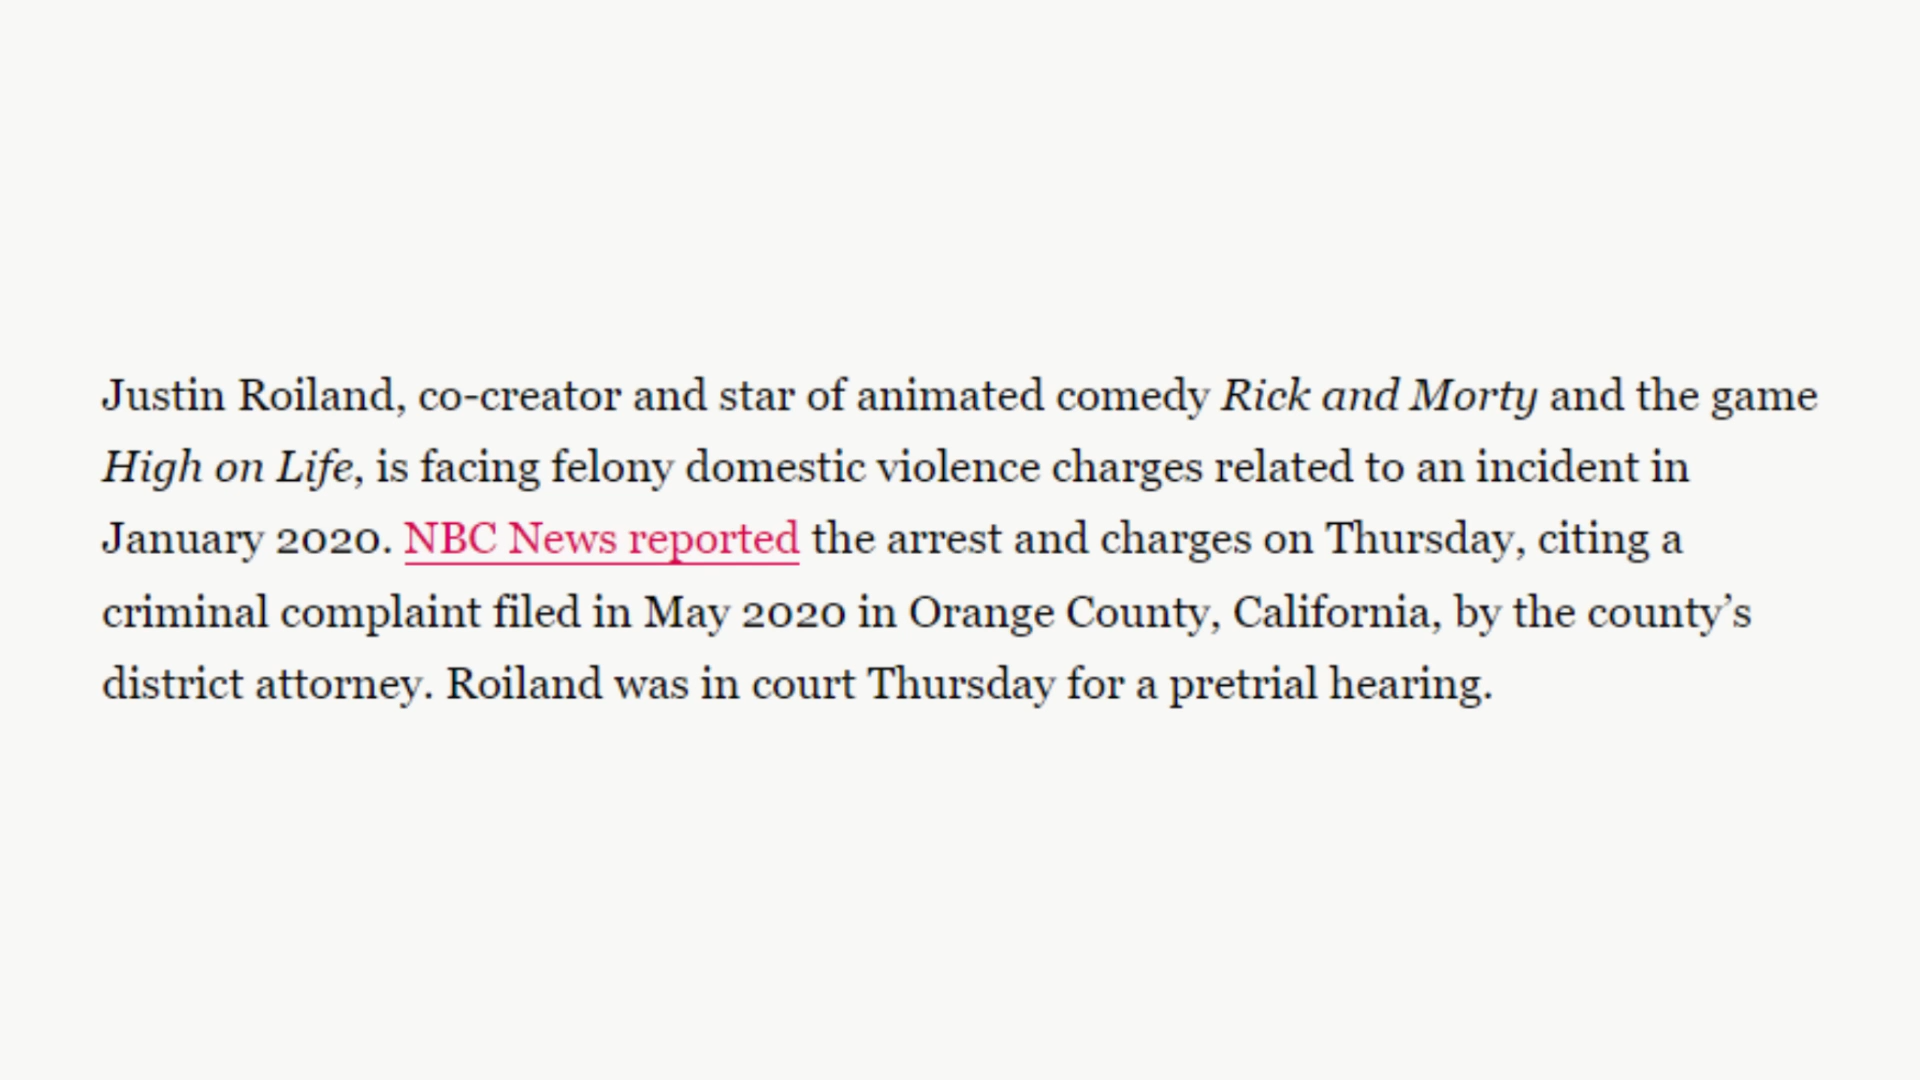 Justin Roiland, co-creator and star of animated comedy Rick and Morty and the game
High on Life, is facing felony domestic violence charges related to an incident in
January 2020. NBC News reported the arrest and charges on Thursday, citing a
criminal complaint filed in May 2020 in Orange County, California, by the county’s
district attorney. Roiland was in court Thursday for a pretrial hearing.